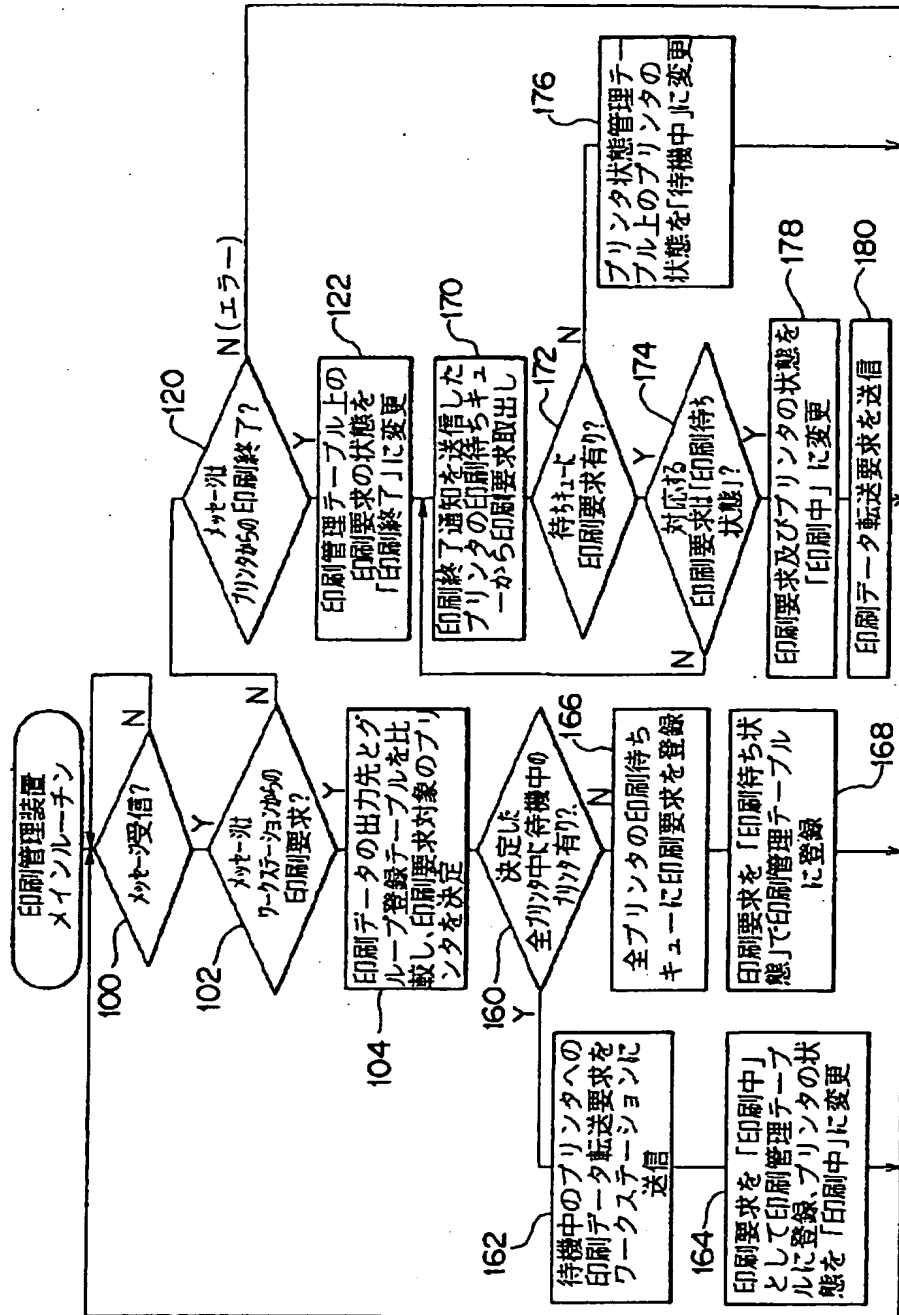 印刷管理装置
メインルーチン
メッセージ受信?
100
N
Y
メッセージは
ワークステーションからの
印刷要求?
102
N
Y
印刷データの出力先とグ
ループ登録テーブルを比
較し、印刷要求対象のプリ
ンタを決定
104
決定した
全プリンタ中に待機中の
プリンタ有り?
160
Y
N
待機中のプリンタへの
印刷データ転送要求を
ワークステーションに
送信
162
印刷要求を「印刷中」
として印刷管理テーブ
ルに登録、プリンタの状
態を「印刷中」に変更
164
全プリンタの印刷待ち
キューに印刷要求を登録
166
印刷要求を「印刷待ち状
態」で印刷管理テーブル
に登録
168
メッセージは
プリンタからの印刷終了?
120
N(エラー)
Y
印刷管理テーブル上の
印刷要求の状態を
「印刷終了」に変更
122
印刷終了通知を送信した
プリンタの印刷待ちキュ
ーから印刷要求取出し
170
待ちキューに
印刷要求有り?
172
N
Y
対応する
印刷要求は「印刷待ち
状態」?
174
N
Y
プリンタ状態管理テー
ブル上のプリンタの
状態を「待機中」に変更
176
印刷要求及びプリンタの状態を
「印刷中」に変更
178
印刷データ転送要求を送信
180